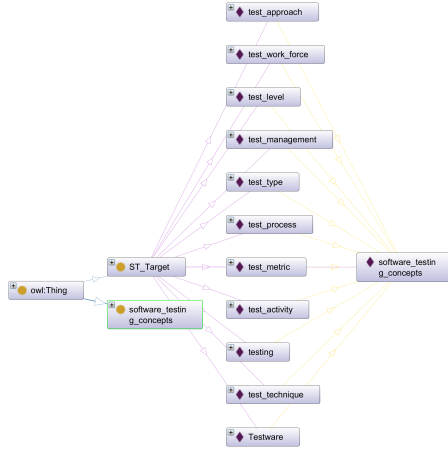 test_approach
test_work_force
test_level
test_management
test_type
test_process
software_testin
g_concepts
ST_Target
test_metric
owl:Thing
software_testin
g_concepts
test_activity
testing
test_technique
Testware